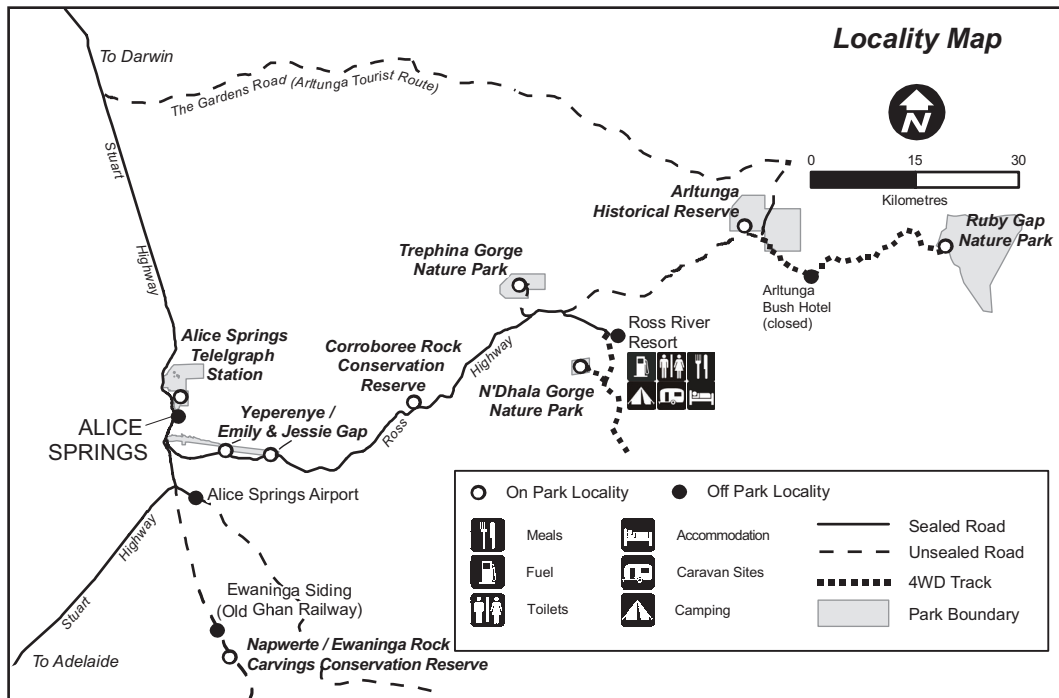 Locality Map
To Darwin
The Gardens Road (Arltunga Tourist Route)
N
0 15 30
Kilometres
Stuart
Highway
Arltunga
Historical Reserve
Ruby Gap
Nature Park
Trephina Gorge
Nature Park
Arltunga
Bush Hotel
(closed)
Ross River
Resort
Alice Springs
Telelgraph
Station
Corroboree Rock
Conservation
Reserve
Ross
Highway
N'Dhala Gorge
Nature Park
ALICE
SPRINGS
Yeperenye /
Emily & Jessie Gap
Alice Springs Airport
Stuart
Highway
Ewaninga Siding
(Old Ghan Railway)
Napwerte / Ewaninga Rock
Carvings Conservation Reserve
To Adelaide
On Park Locality
Off Park Locality
Meals
Accommodation
Sealed Road
Unsealed Road
Fuel
Caravan Sites
4WD Track
Toilets
Camping
Park Boundary